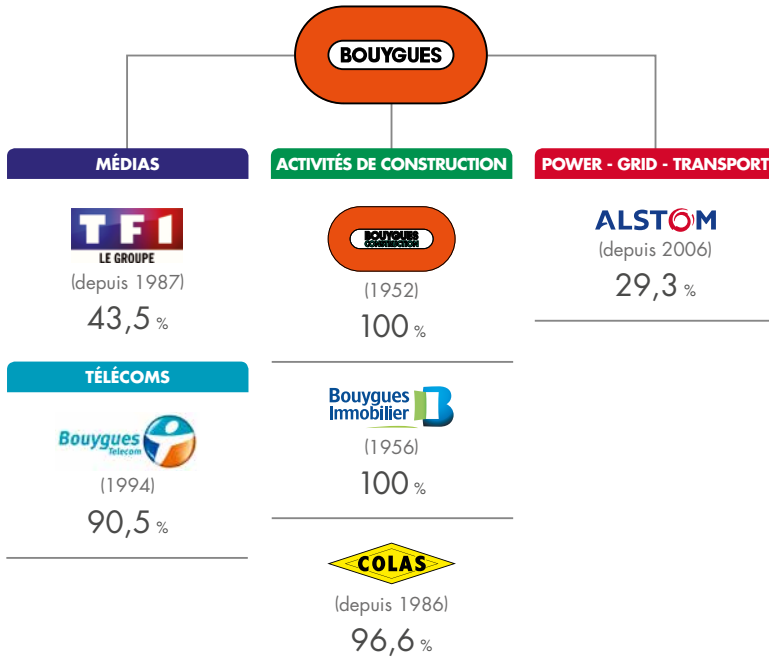 BOUYGUES
MÉDIAS
TF1
LE GROUPE
(depuis 1987)
43,5 %
TÉLÉCOMS
Bouygues
Telecom
(1994)
90,5 %
ACTIVITÉS DE CONSTRUCTION
BOUYGUES
CONSTRUCTION
(1952)
100 %
Bouygues
Immobilier
(1956)
100 %
COLAS
(depuis 1986)
96,6 %
POWER - GRID - TRANSPORT
ALSTOM
(depuis 2006)
29,3 %